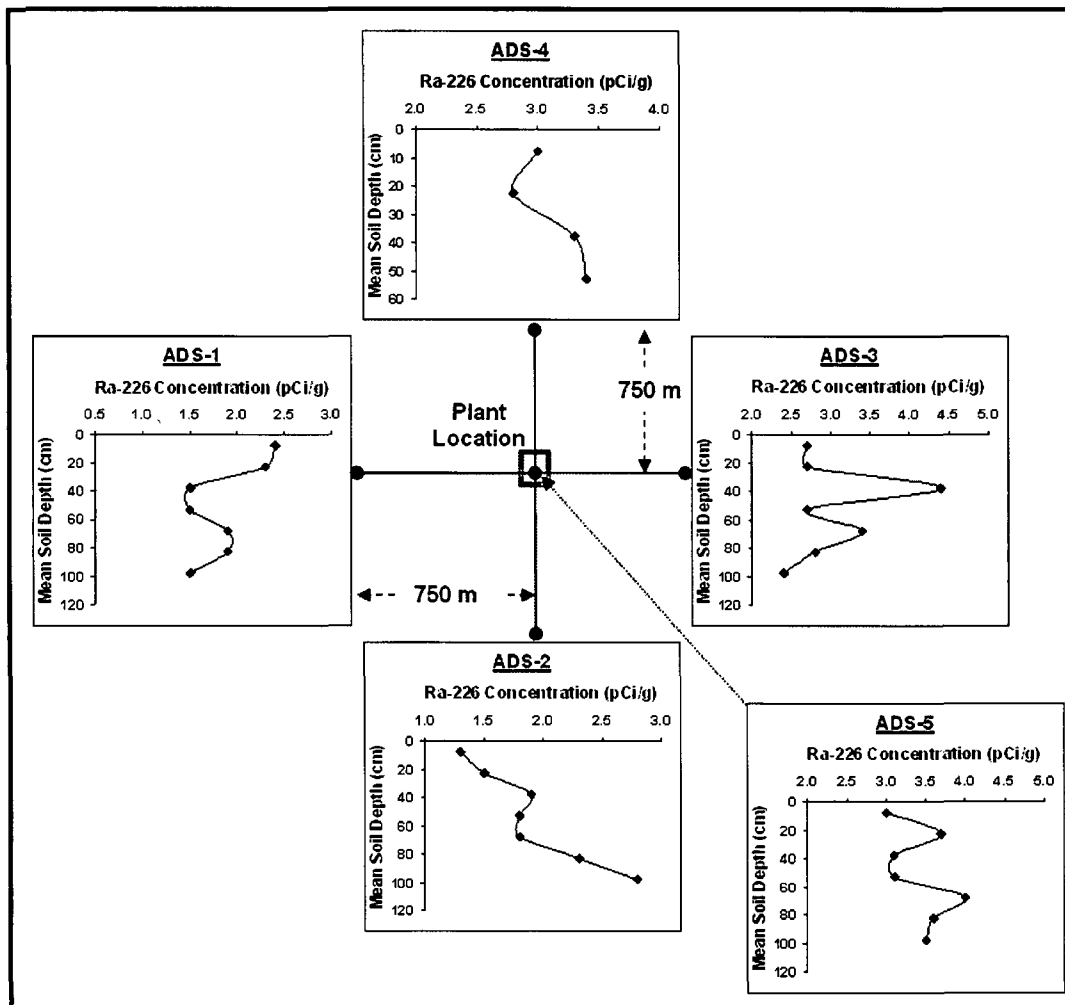 ADS-4
Ra-226 Concentration (pCi/g)
2.0 2.5 3.0 3.5 4.0
Mean Soil Depth (cm)
0
10
20
30
40
50
60
ADS-1
Ra-226 Concentration (pCi/g)
0.5 1.0 1.5 2.0 2.5 3.0
Mean Soil Depth (cm)
0
20
40
60
80
100
120
Plant
Location
750 m
750 m
ADS-3
Ra-226 Concentration (pCi/g)
2.0 2.5 3.0 3.5 4.0 4.5 5.0
Mean Soil Depth (cm)
0
20
40
60
80
100
120
ADS-2
Ra-226 Concentration (pCi/g)
1.0 1.5 2.0 2.5 3.0
Mean Soil Depth (cm)
0
20
40
60
80
100
120
ADS-5
Ra-226 Concentration (pCi/g)
2.0 2.5 3.0 3.5 4.0 4.5 5.0
Mean Soil Depth (cm)
0
20
40
60
80
100
120